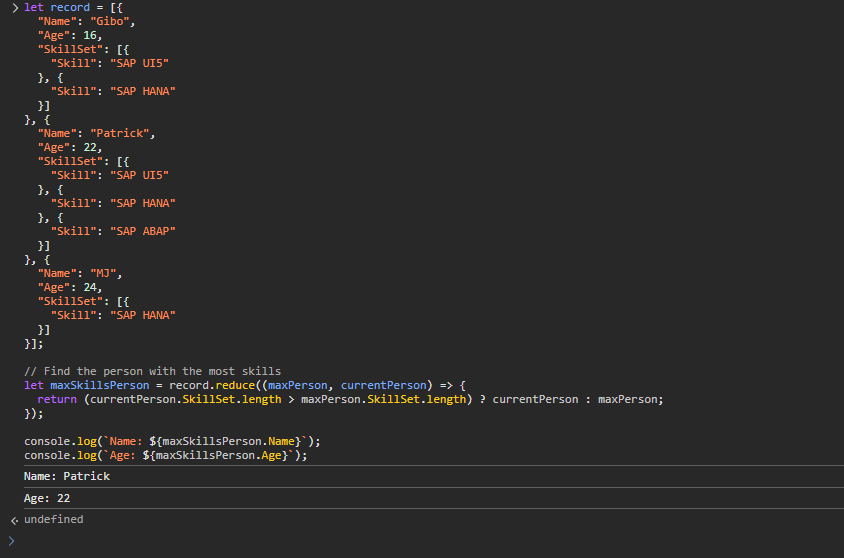 let record = [{
  "Name": "Gibo",
  "Age": 16,
  "SkillSet": [{
    "Skill": "SAP UI5"
  }, {
    "Skill": "SAP HANA"
  }]
}, {
  "Name": "Patrick",
  "Age": 22,
  "SkillSet": [{
    "Skill": "SAP UI5"
  }, {
    "Skill": "SAP HANA"
  }, {
    "Skill": "SAP ABAP"
  }]
}, {
  "Name": "MJ",
  "Age": 24,
  "SkillSet": [{
    "Skill": "SAP HANA"
  }]
}];

// Find the person with the most skills
let maxSkillsPerson = record.reduce((maxPerson, currentPerson) => {
  return (currentPerson.SkillSet.length > maxPerson.SkillSet.length) ? currentPerson : maxPerson;
});

console.log(`Name: ${maxSkillsPerson.Name}`);
console.log(`Age: ${maxSkillsPerson.Age}`);
Name: Patrick
Age: 22
undefined